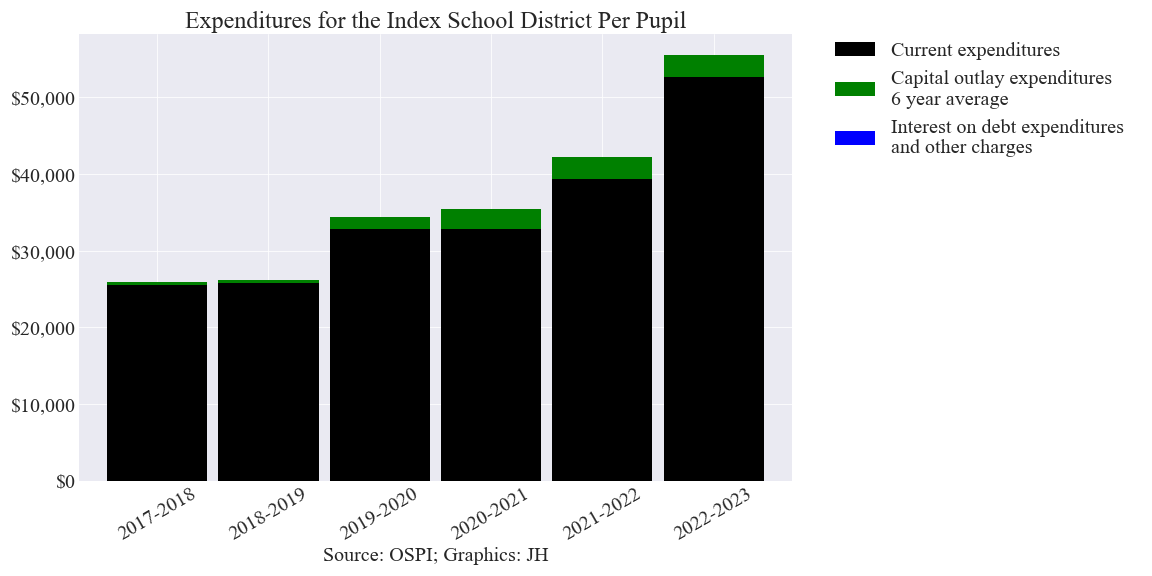 Expenditures for the Index School District Per Pupil
Current expenditures
Capital outlay expenditures
6 year average
Interest on debt expenditures
and other charges
$50,000
$40,000
$30,000
$20,000
$10,000
$0
2017-2018
2018-2019
2019-2020
2020-2021
2021-2022
2022-2023
Source: OSPI; Graphics: JH